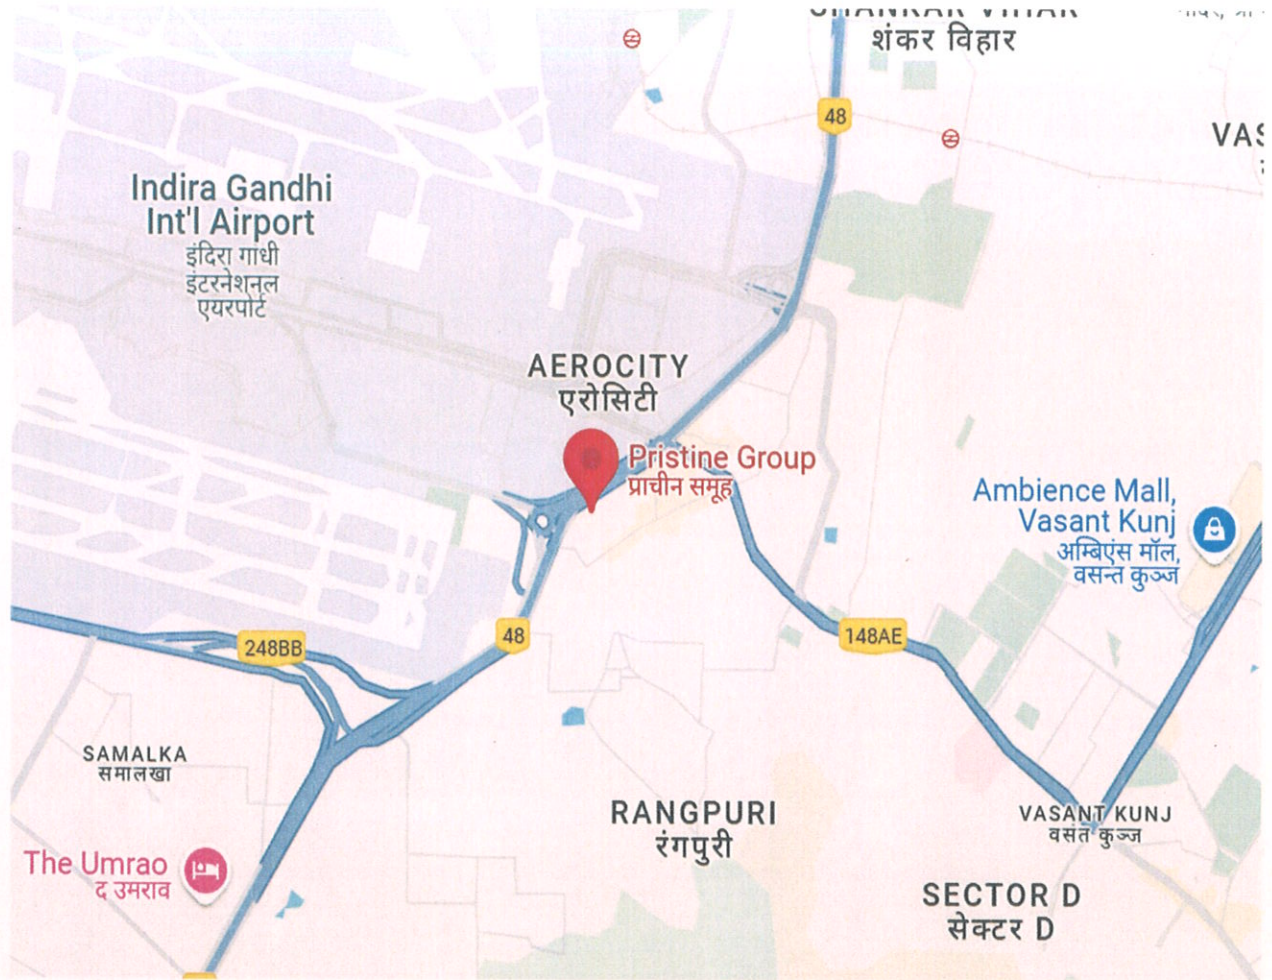 शंकर विहार
48
Indira Gandhi
Int'l Airport
इंदिरा गांधी
इंटरनेशनल
एयरपोर्ट
AEROCITY
एरोसिटी
Pristine Group
प्राचीन समूह
Ambience Mall,
Vasant Kunj
अम्बिएंस मॉल,
वसन्त कुञ्ज
248BB
48
148AE
SAMALKA
समालखा
RANGPURI
रंगपुरी
VASANT KUNJ
वसंत कुञ्ज
The Umrao
द उमराव
SECTOR D
सेक्टर D